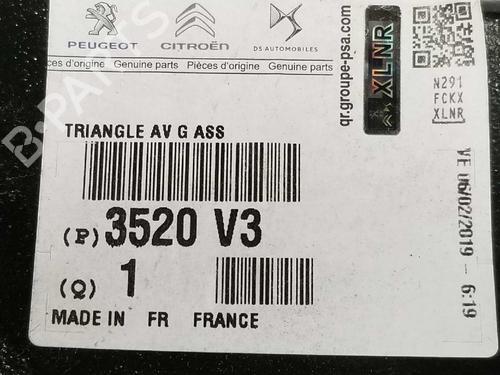 PEUGEOT CITROËN DS AUTOMOBILES
Pièces d'origine Genuine parts Pièces d'origine Genuine parts
TRIANGLE AV G ASS
(P) 3520 V3
(Q) 1
MADE IN FR FRANCE
qr.groupe-psa.com
XLNR
N291
FCKX
XLNR
VE 06/02/2019 - 6:19
B-PARTS